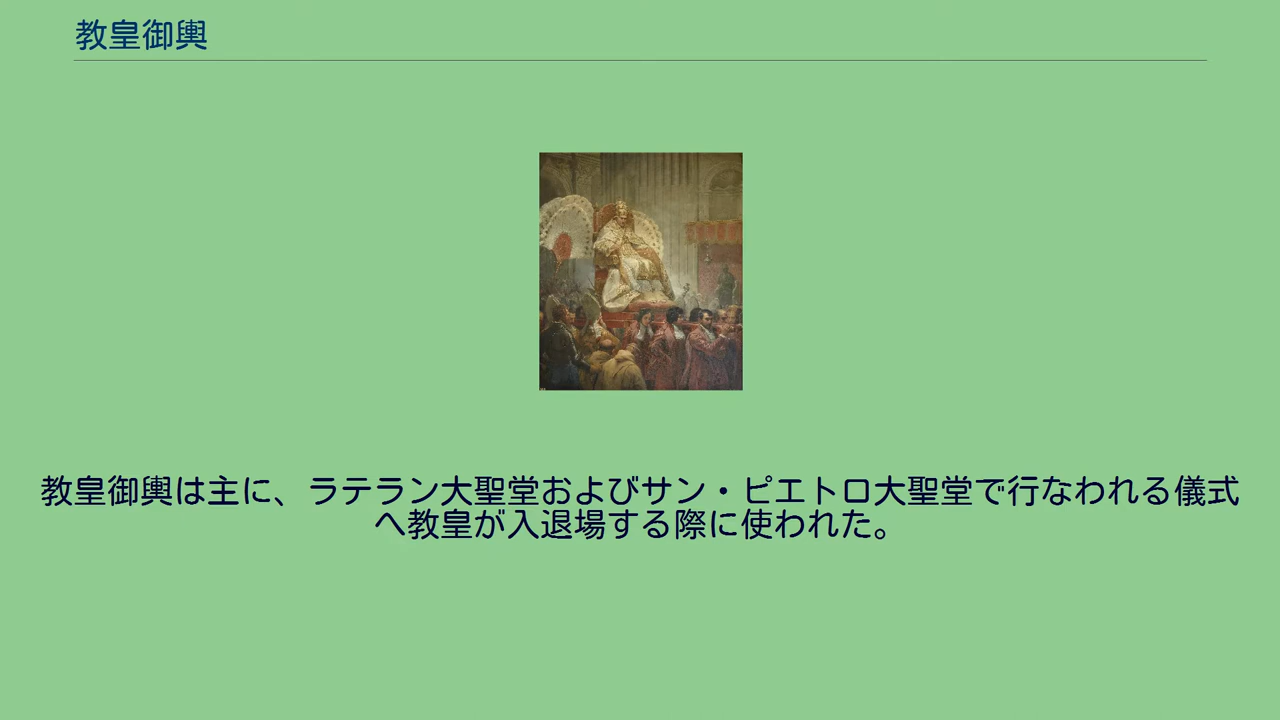 教皇御輿
教皇御輿は主に、ラテラン大聖堂およびサン・ピエトロ大聖堂で行なわれる儀式
へ教皇が入退場する際に使われた。